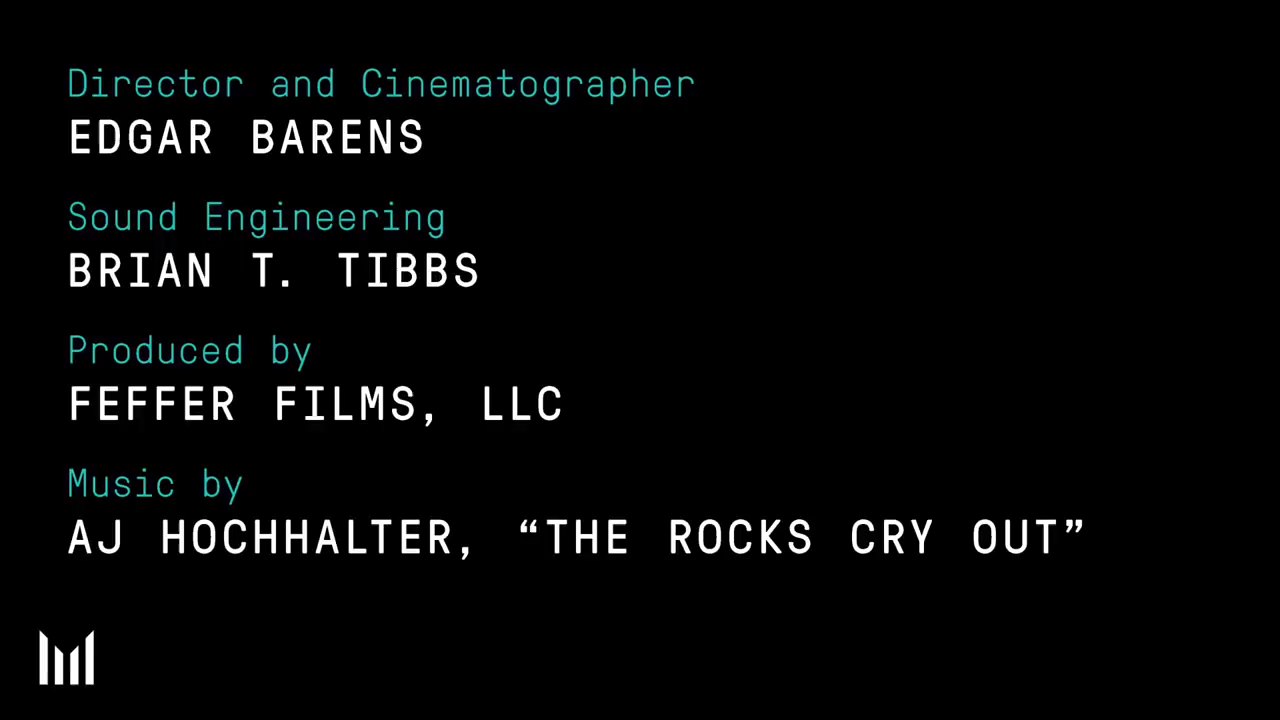 Director and Cinematographer
EDGAR BARENS
Sound Engineering
BRIAN T. TIBBS
Produced by
FEFFER FILMS, LLC
Music by
AJ HOCHHALTER, “THE ROCKS CRY OUT”